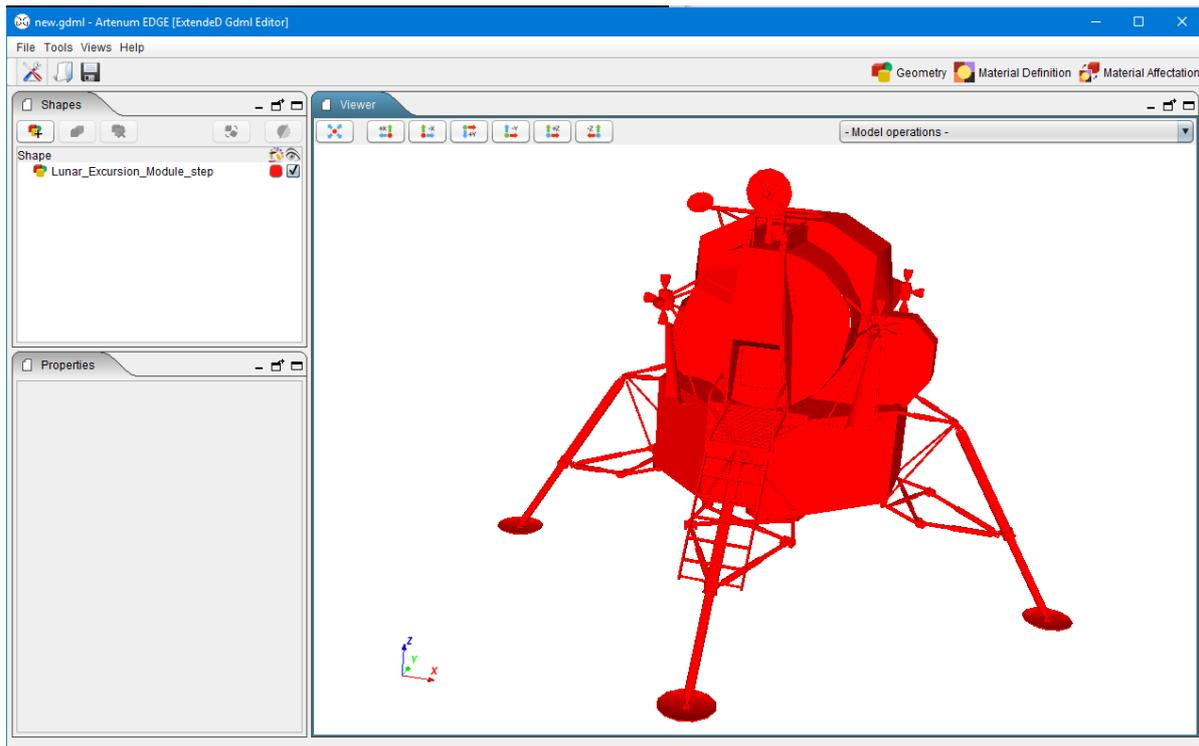 new.gdml - Artenum EDGE [ExtendeD Gdml Editor]
File Tools Views Help
Geometry Material Definition Material Affectation
Shapes
Viewer
+X -X +Y -Y +Z -Z
- Model operations -
Shape
Lunar_Excursion_Module_step
Properties
Z
Y
X